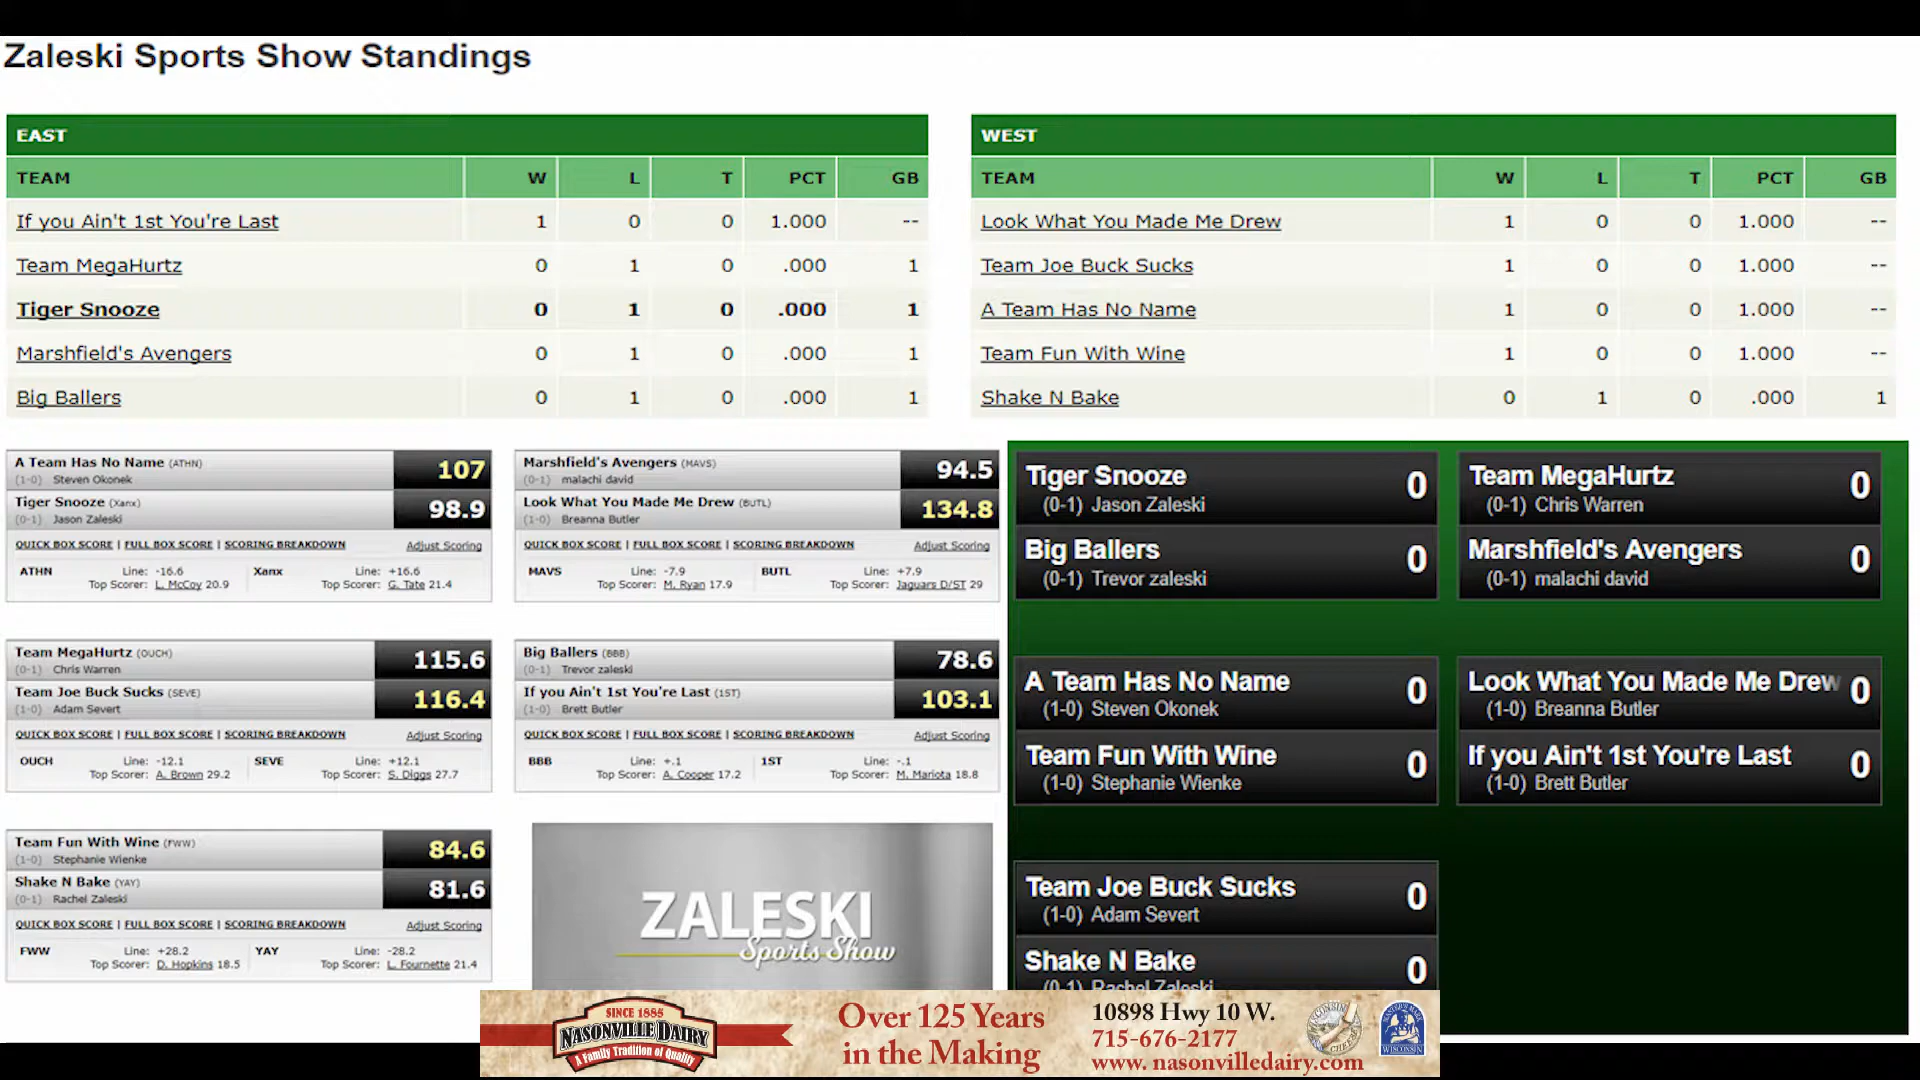 Zaleski Sports Show Standings
EAST
TEAM W L T PCT GB
If you Ain't 1st You're Last 1 0 0 1.000 --
Team MegaHurtz 0 1 0 .000 1
Tiger Snooze 0 1 0 .000 1
Marshfield's Avengers 0 1 0 .000 1
Big Ballers 0 1 0 .000 1
WEST
TEAM W L T PCT GB
Look What You Made Me Drew 1 0 0 1.000 --
Team Joe Buck Sucks 1 0 0 1.000 --
A Team Has No Name 1 0 0 1.000 --
Team Fun With Wine 1 0 0 1.000 --
Shake N Bake 0 1 0 .000 1
A Team Has No Name (ATHN) 107
(1-0) Steven Okonek
Tiger Snooze (Xanx) 98.9
(0-1) Jason Zaleski
QUICK BOX SCORE | FULL BOX SCORE | SCORING BREAKDOWN Adjust Scoring
ATHN Line: -16.6 Xanx Line: +16.6
Top Scorer: L. McCoy 20.9 Top Scorer: G. Tate 21.4
Marshfield's Avengers (MAVS) 94.5
(0-1) malachi david
Look What You Made Me Drew (BUTL) 134.8
(1-0) Breanna Butler
QUICK BOX SCORE | FULL BOX SCORE | SCORING BREAKDOWN Adjust Scoring
MAVS Line: -7.9 BUTL Line: +7.9
Top Scorer: M. Ryan 17.9 Top Scorer: Jaguars D/ST 29
Team MegaHurtz (OUCH) 115.6
(0-1) Chris Warren
Team Joe Buck Sucks (SEVE) 116.4
(1-0) Adam Severt
QUICK BOX SCORE | FULL BOX SCORE | SCORING BREAKDOWN Adjust Scoring
OUCH Line: -12.1 SEVE Line: +12.1
Top Scorer: A. Brown 29.2 Top Scorer: S. Diggs 27.7
Big Ballers (BBB) 78.6
(0-1) Trevor zaleski
If you Ain't 1st You're Last (1ST) 103.1
(1-0) Brett Butler
QUICK BOX SCORE | FULL BOX SCORE | SCORING BREAKDOWN Adjust Scoring
BBB Line: +.1 1ST Line: -.1
Top Scorer: A. Cooper 17.2 Top Scorer: M. Mariota 18.8
Team Fun With Wine (FWW) 84.6
(1-0) Stephanie Wienke
Shake N Bake (YAY) 81.6
(0-1) Rachel Zaleski
QUICK BOX SCORE | FULL BOX SCORE | SCORING BREAKDOWN Adjust Scoring
FWW Line: +28.2 YAY Line: -28.2
Top Scorer: D. Hopkins 18.5 Top Scorer: L. Fournette 21.4
ZALESKI
Sports Show
Tiger Snooze 0
(0-1) Jason Zaleski
Big Ballers 0
(0-1) Trevor zaleski
Team MegaHurtz 0
(0-1) Chris Warren
Marshfield's Avengers 0
(0-1) malachi david
A Team Has No Name 0
(1-0) Steven Okonek
Team Fun With Wine 0
(1-0) Stephanie Wienke
Look What You Made Me Drew 0
(1-0) Breanna Butler
If you Ain't 1st You're Last 0
(1-0) Brett Butler
Team Joe Buck Sucks 0
(1-0) Adam Severt
Shake N Bake 0
(0-1) Rachel Zaleski
SINCE 1885
NASONVILLE DAIRY
A Family Tradition of Quality
Over 125 Years
in the Making
10898 Hwy 10 W.
715-676-2177
www.nasonvilledairy.com
WISCONSIN
CHEESE
WISCONSIN